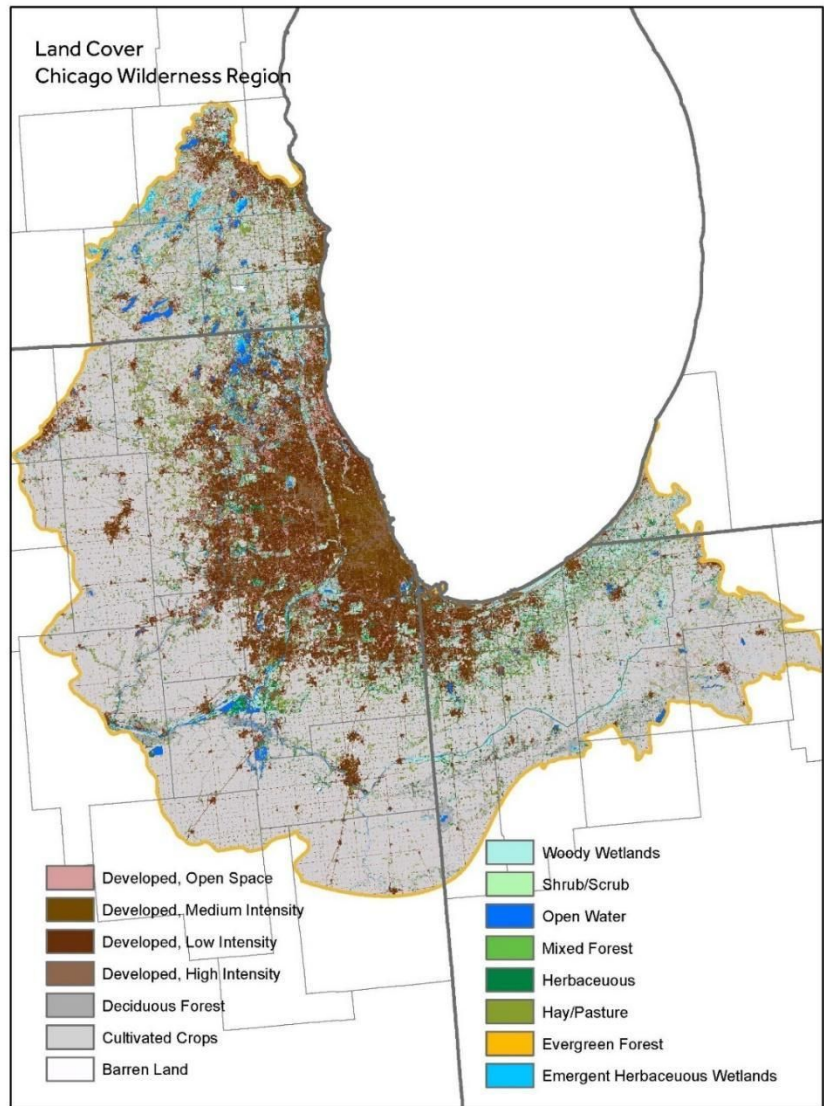 Land Cover
Chicago Wilderness Region
Developed, Open Space
Developed, Medium Intensity
Developed, Low Intensity
Developed, High Intensity
Deciduous Forest
Cultivated Crops
Barren Land
Woody Wetlands
Shrub/Scrub
Open Water
Mixed Forest
Herbaceuous
Hay/Pasture
Evergreen Forest
Emergent Herbaceuous Wetlands